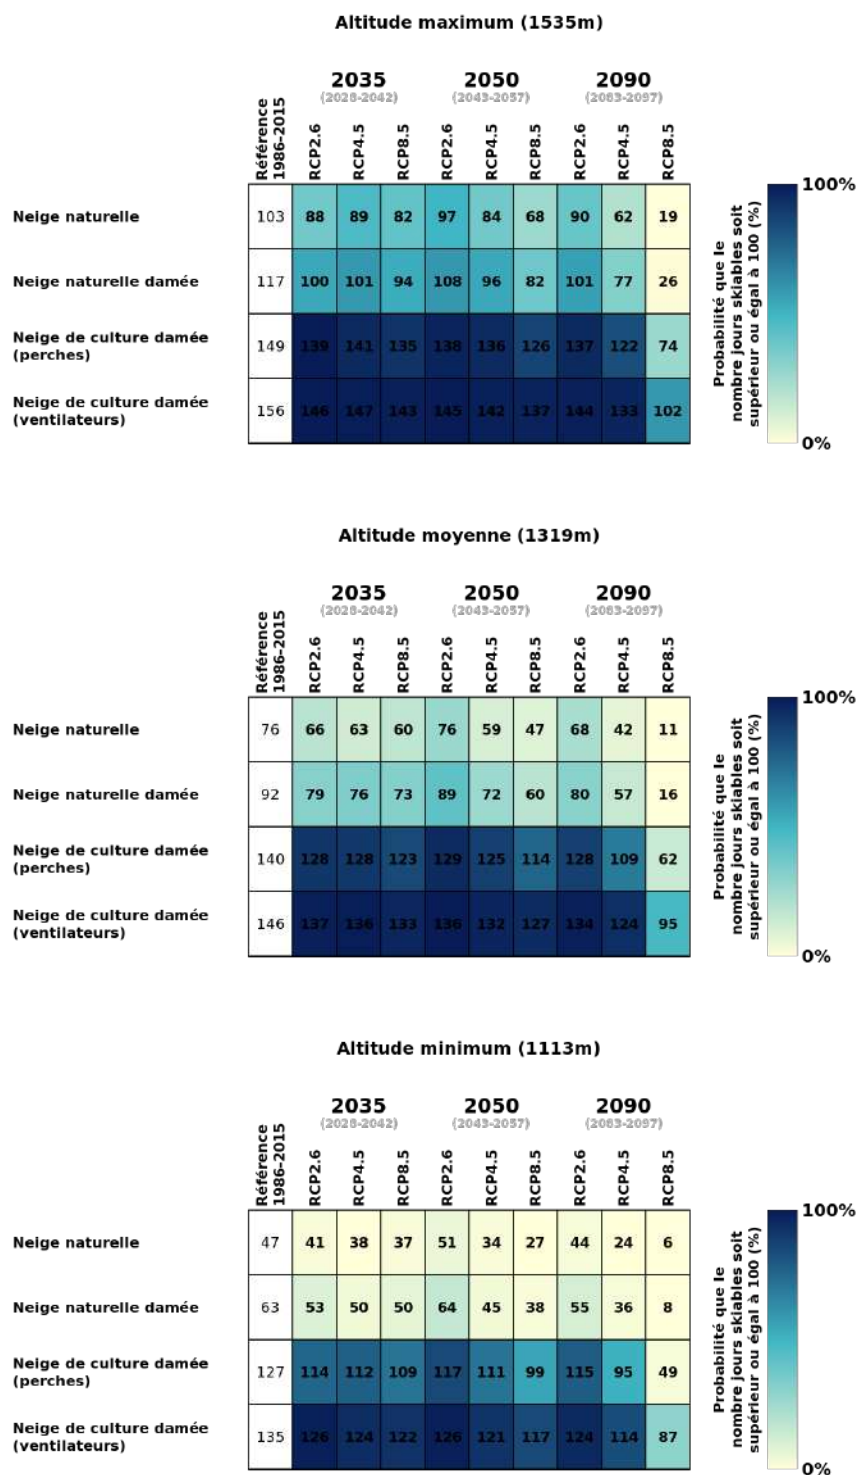 Altitude maximum (1535m)
2035 2050 2090
(2028-2042) (2043-2057) (2083-2097)
Référence
1986-2015
RCP2.6 RCP4.5 RCP8.5 RCP2.6 RCP4.5 RCP8.5 RCP2.6 RCP4.5 RCP8.5
Neige naturelle 103 88 89 82 97 84 68 90 62 19
Neige naturelle damée 117 100 101 94 108 96 82 101 77 26
Neige de culture damée
(perches) 149 139 141 135 138 136 126 137 122 74
Neige de culture damée
(ventilateurs) 156 146 147 143 145 142 137 144 133 102
Probabilité que le
nombre jours skiables soit
supérieur ou égal à 100 (%)
100%
0%
Altitude moyenne (1319m)
2035 2050 2090
(2028-2042) (2043-2057) (2083-2097)
Référence
1986-2015
RCP2.6 RCP4.5 RCP8.5 RCP2.6 RCP4.5 RCP8.5 RCP2.6 RCP4.5 RCP8.5
Neige naturelle 76 66 63 60 76 59 47 68 42 11
Neige naturelle damée 92 79 76 73 89 72 60 80 57 16
Neige de culture damée
(perches) 140 128 128 123 129 125 114 128 109 62
Neige de culture damée
(ventilateurs) 146 137 136 133 136 132 127 134 124 95
Probabilité que le
nombre jours skiables soit
supérieur ou égal à 100 (%)
100%
0%
Altitude minimum (1113m)
2035 2050 2090
(2028-2042) (2043-2057) (2083-2097)
Référence
1986-2015
RCP2.6 RCP4.5 RCP8.5 RCP2.6 RCP4.5 RCP8.5 RCP2.6 RCP4.5 RCP8.5
Neige naturelle 47 41 38 37 51 34 27 44 24 6
Neige naturelle damée 63 53 50 50 64 45 38 55 36 8
Neige de culture damée
(perches) 127 114 112 109 117 111 99 115 95 49
Neige de culture damée
(ventilateurs) 135 126 124 122 126 121 117 124 114 87
Probabilité que le
nombre jours skiables soit
supérieur ou égal à 100 (%)
100%
0%